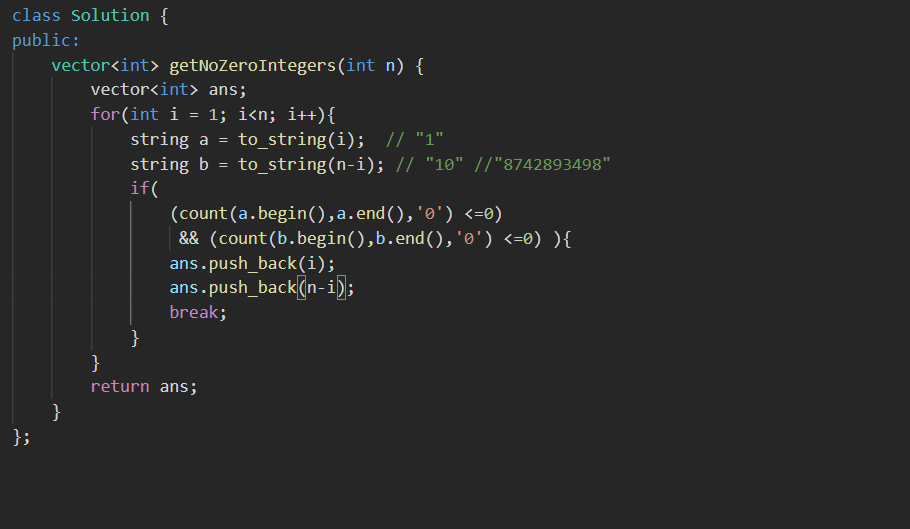 class Solution {
public:
    vector<int> getNoZeroIntegers(int n) {
        vector<int> ans;
        for(int i = 1; i<n; i++){
            string a = to_string(i);  // "1"
            string b = to_string(n-i); // "10" //"8742893498"
            if(
                (count(a.begin(),a.end(),'0') <=0)
                 && (count(b.begin(),b.end(),'0') <=0) ){
                ans.push_back(i);
                ans.push_back(n-i);
                break;
            }
        }
        return ans;
    }
};